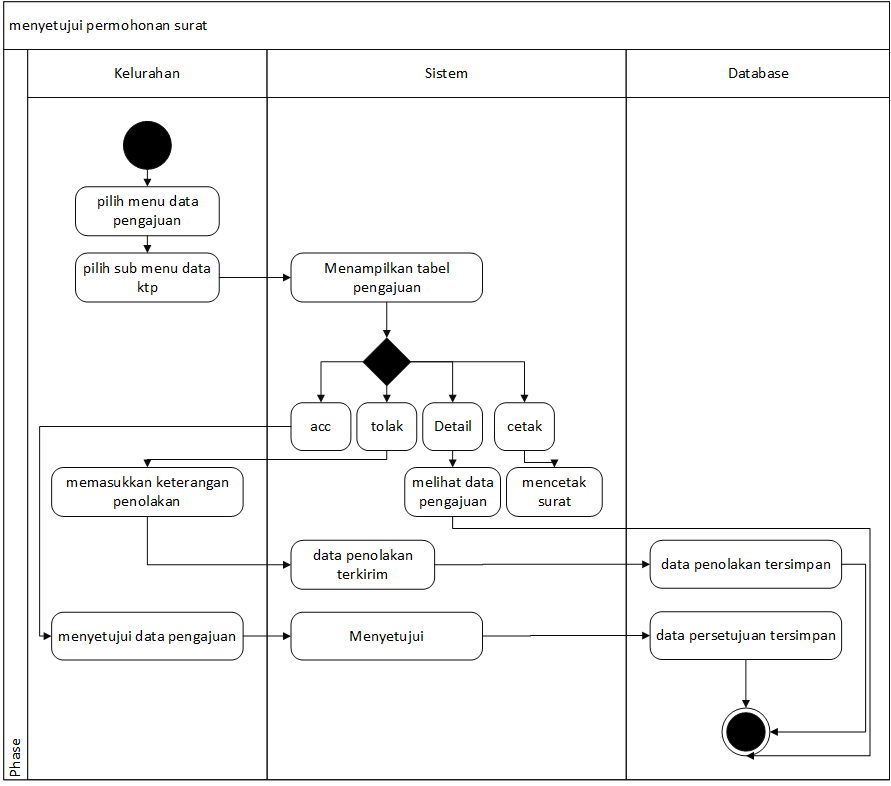 menyetujui permohonan surat
Kelurahan
Sistem
Database
pilih menu data
pengajuan
pilih sub menu data
ktp
Menampilkan tabel
pengajuan
acc
tolak
Detail
cetak
memasukkan keterangan
penolakan
melihat data
pengajuan
mencetak
surat
data penolakan
terkirim
data penolakan tersimpan
menyetujui data pengajuan
Menyetujui
data persetujuan tersimpan
Phase